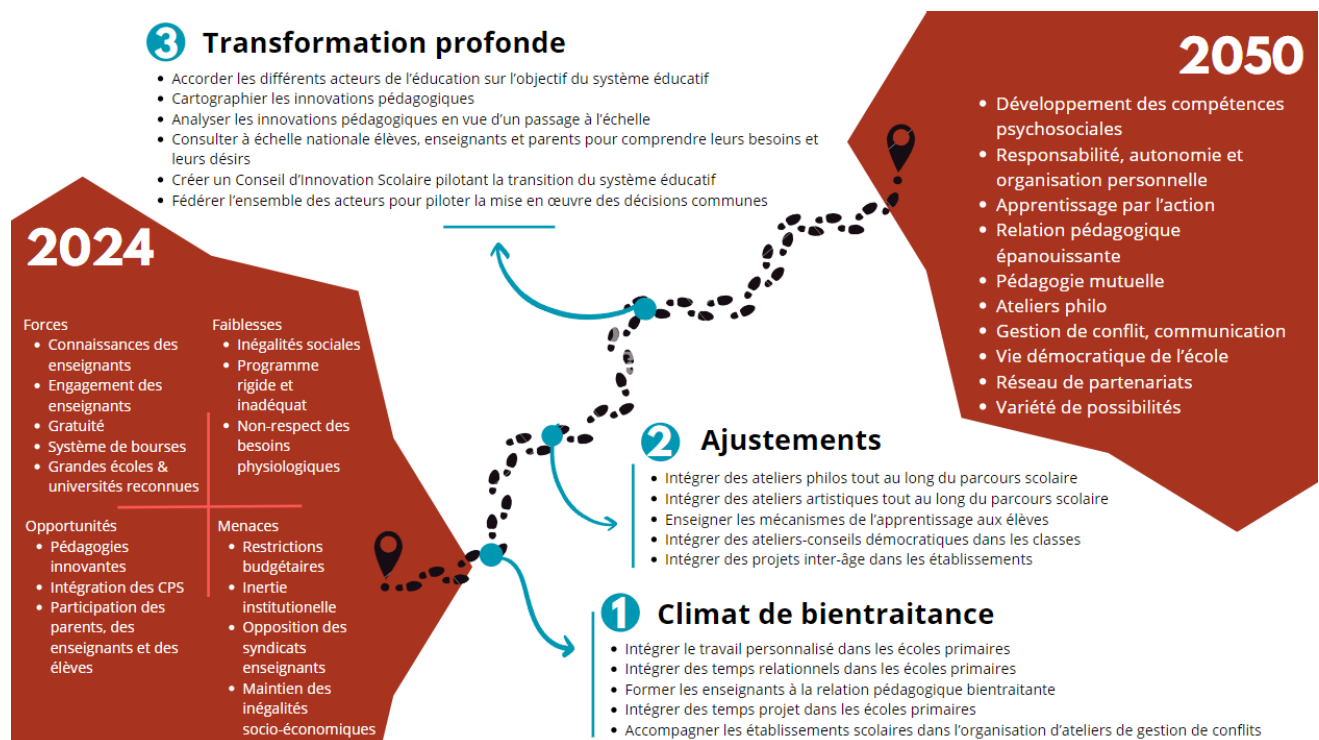 3 Transformation profonde
• Accorder les différents acteurs de l'éducation sur l'objectif du système éducatif
• Cartographier les innovations pédagogiques
• Analyser les innovations pédagogiques en vue d'un passage à l'échelle
• Consulter à échelle nationale élèves, enseignants et parents pour comprendre leurs besoins et
leurs désirs
• Créer un Conseil d'Innovation Scolaire pilotant la transition du système éducatif
• Fédérer l'ensemble des acteurs pour piloter la mise en œuvre des décisions communes
2050
• Développement des compétences
psychosociales
• Responsabilité, autonomie et
organisation personnelle
• Apprentissage par l'action
• Relation pédagogique
épanouissante
• Pédagogie mutuelle
• Ateliers philo
• Gestion de conflit, communication
• Vie démocratique de l'école
• Réseau de partenariats
• Variété de possibilités
2024
Forces
• Connaissances des
enseignants
• Engagement des
enseignants
• Gratuité
• Système de bourses
• Grandes écoles &
universités reconnues
Faiblesses
• Inégalités sociales
• Programme
rigide et
inadéquat
• Non-respect des
besoins
physiologiques
Opportunités
• Pédagogies
innovantes
• Intégration des CPS
• Participation des
parents, des
enseignants et des
élèves
Menaces
• Restrictions
budgétaires
• Inertie
institutionelle
• Opposition des
syndicats
enseignants
• Maintien des
inégalités
socio-économiques
2 Ajustements
• Intégrer des ateliers philos tout au long du parcours scolaire
• Intégrer des ateliers artistiques tout au long du parcours scolaire
• Enseigner les mécanismes de l'apprentissage aux élèves
• Intégrer des ateliers-conseils démocratiques dans les classes
• Intégrer des projets inter-âge dans les établissements
1 Climat de bientraitance
• Intégrer le travail personnalisé dans les écoles primaires
• Intégrer des temps relationnels dans les écoles primaires
• Former les enseignants à la relation pédagogique bientraitante
• Intégrer des temps projet dans les écoles primaires
• Accompagner les établissements scolaires dans l'organisation d'ateliers de gestion de conflits